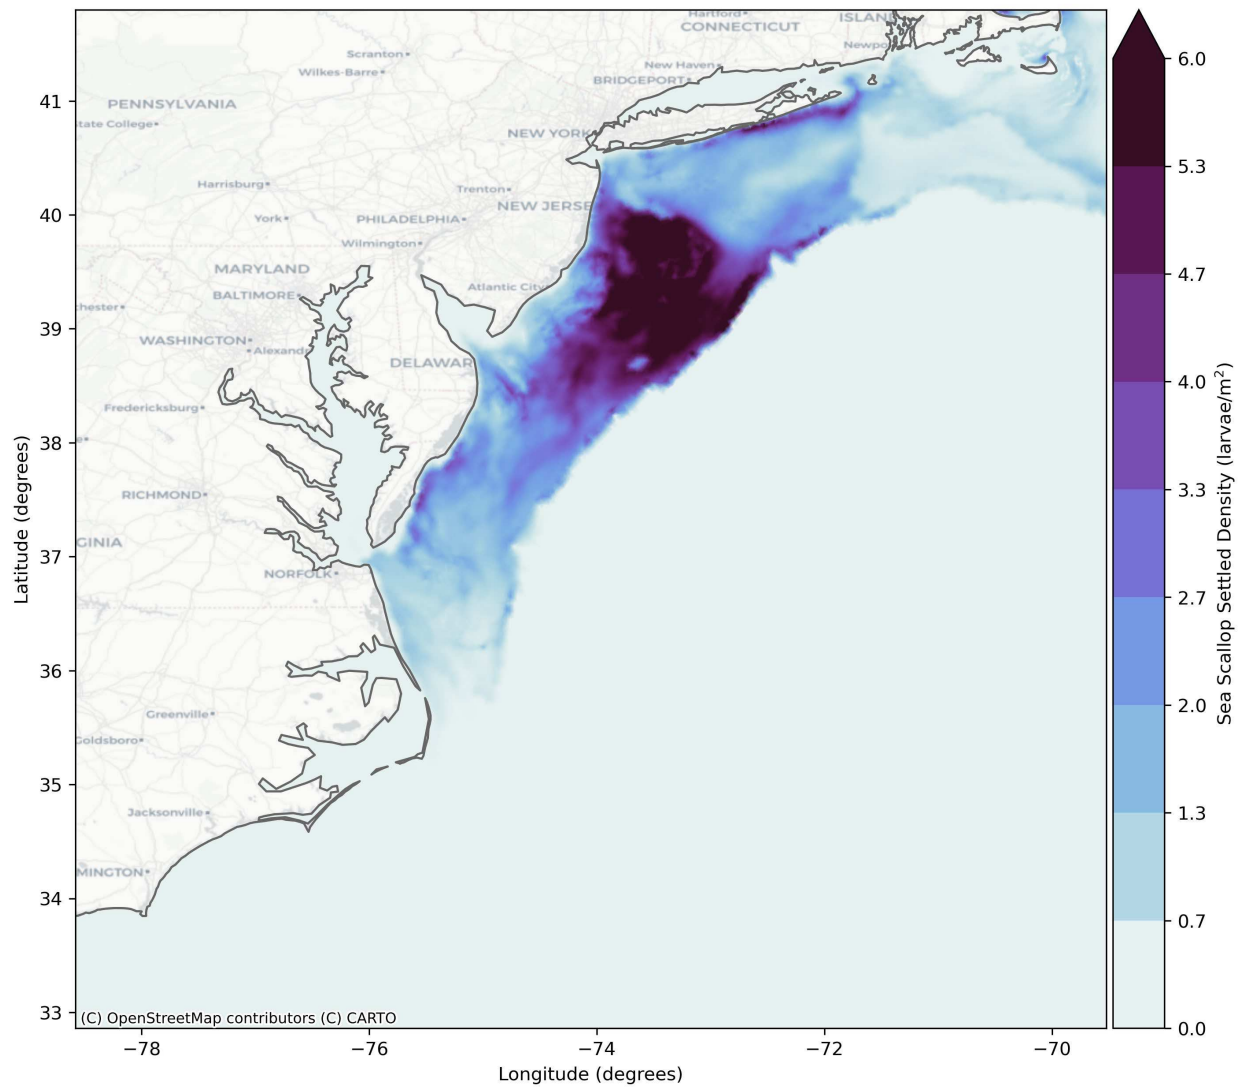 Hartford
ISLAN
CONNECTICUT
Newpo
Scranton
New Haven
Wilkes-Barre
BRIDGEPORT
41
PENNSYLVANIA
tate College
NEW YORK
Harrisburg
Trenton
NEW JERSE
40
York
PHILADELPHIA
Wilmington
MARYLAND
BALTIMORE
Atlantic City
hester
39
WASHINGTON
Alexand
DELAWAR
Fredericksburg
38
RICHMOND
GINIA
37
NORFOLK
36
Greenville
Goldsboro
35
Jacksonville
MINGTON
34
33
(C) OpenStreetMap contributors (C) CARTO
−78
−76
−74
−72
−70
Longitude (degrees)
Latitude (degrees)
6.0
5.3
4.7
4.0
3.3
2.7
2.0
1.3
0.7
0.0
Sea Scallop Settled Density (larvae/m²)